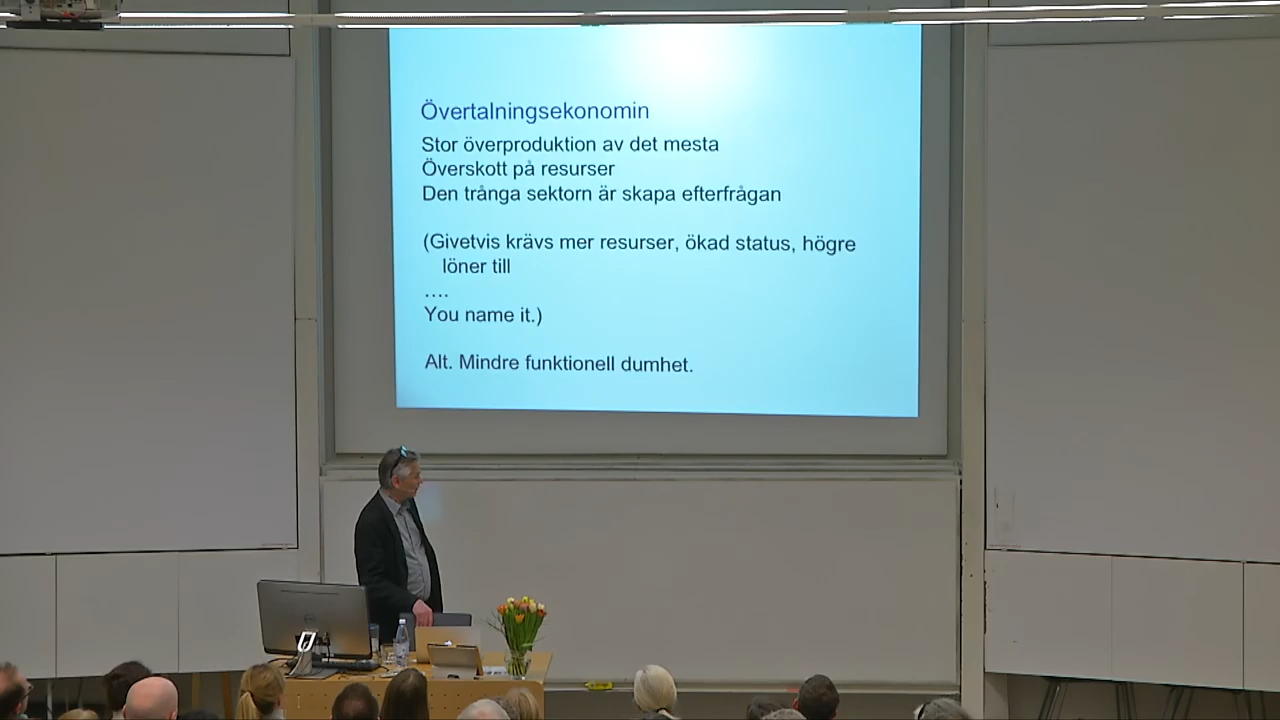 Övertalningsekonomin
Stor överproduktion av det mesta
Överskott på resurser
Den trånga sektorn är skapa efterfrågan
(Givetvis krävs mer resurser, ökad status, högre
löner till
....
You name it.)
Alt. Mindre funktionell dumhet.